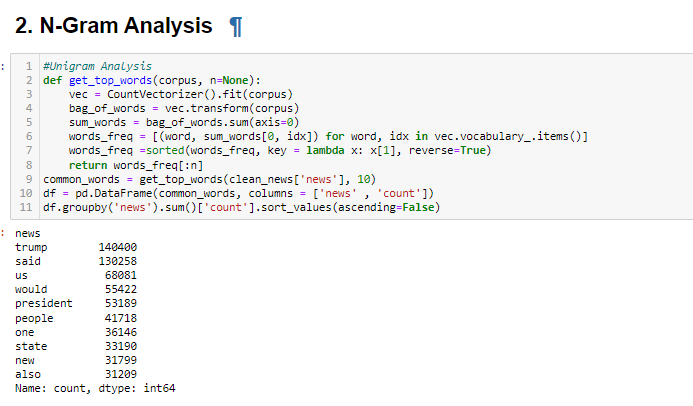 2. N-Gram Analysis ¶
: 1 #Unigram Analysis
2 def get_top_words(corpus, n=None):
3 vec = CountVectorizer().fit(corpus)
4 bag_of_words = vec.transform(corpus)
5 sum_words = bag_of_words.sum(axis=0)
6 words_freq = [(word, sum_words[0, idx]) for word, idx in vec.vocabulary_.items()]
7 words_freq =sorted(words_freq, key = lambda x: x[1], reverse=True)
8 return words_freq[:n]
9 common_words = get_top_words(clean_news['news'], 10)
10 df = pd.DataFrame(common_words, columns = ['news' , 'count'])
11 df.groupby('news').sum()['count'].sort_values(ascending=False)
: news
trump 140400
said 130258
us 68081
would 55422
president 53189
people 41718
one 36146
state 33190
new 31799
also 31209
Name: count, dtype: int64